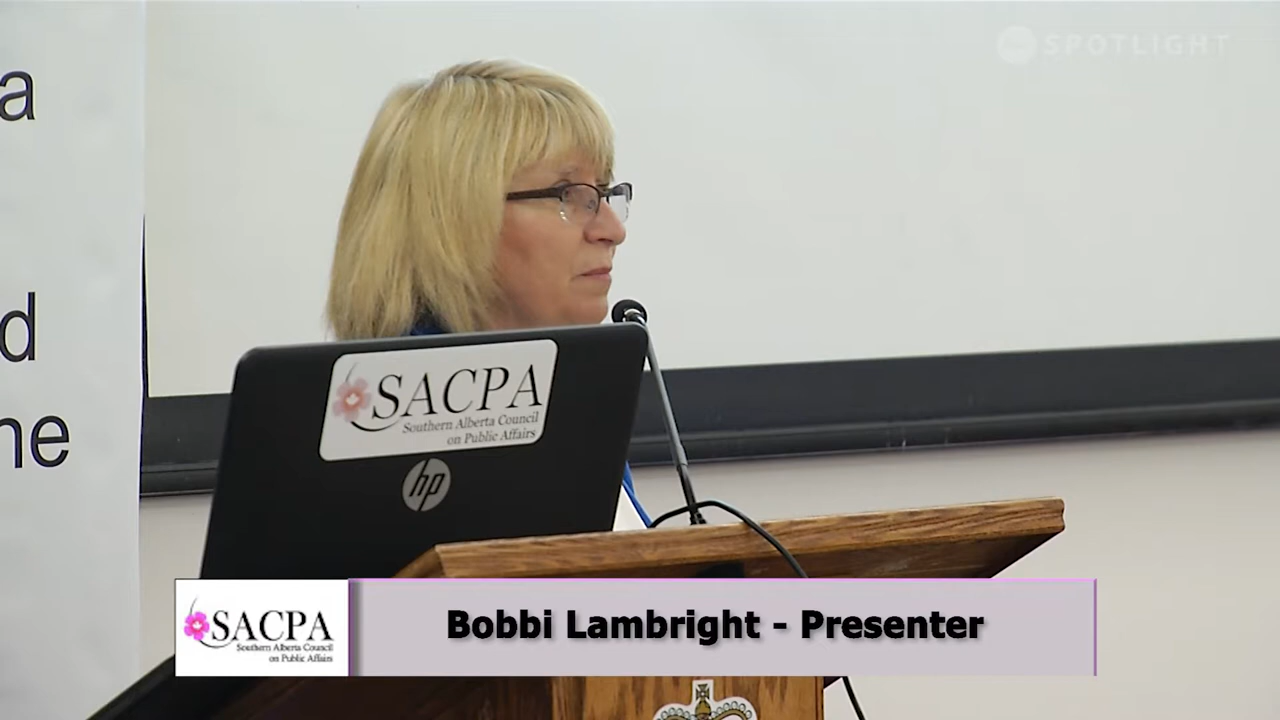 SPOTLIGHT
a
d
ne
SACPA
Southern Alberta Council
on Public Affairs
hp
SACPA
Southern Alberta Council
on Public Affairs
Bobbi Lambright - Presenter